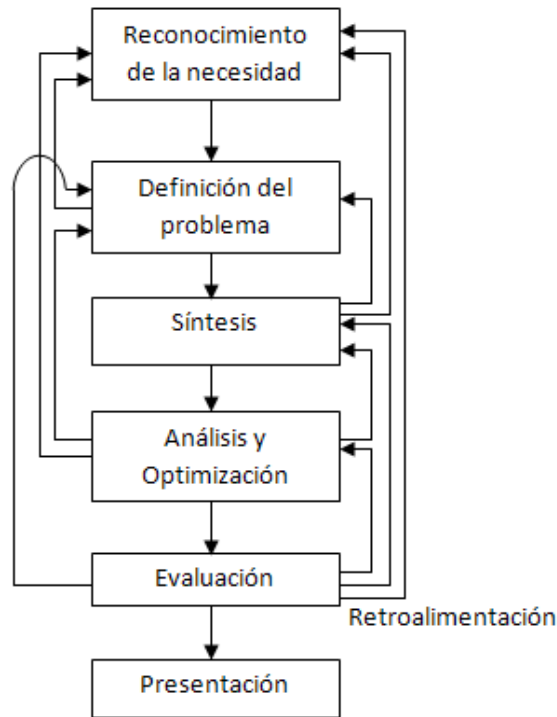 Reconocimiento
de la necesidad
Definición del
problema
Síntesis
Análisis y
Optimización
Evaluación
Retroalimentación
Presentación